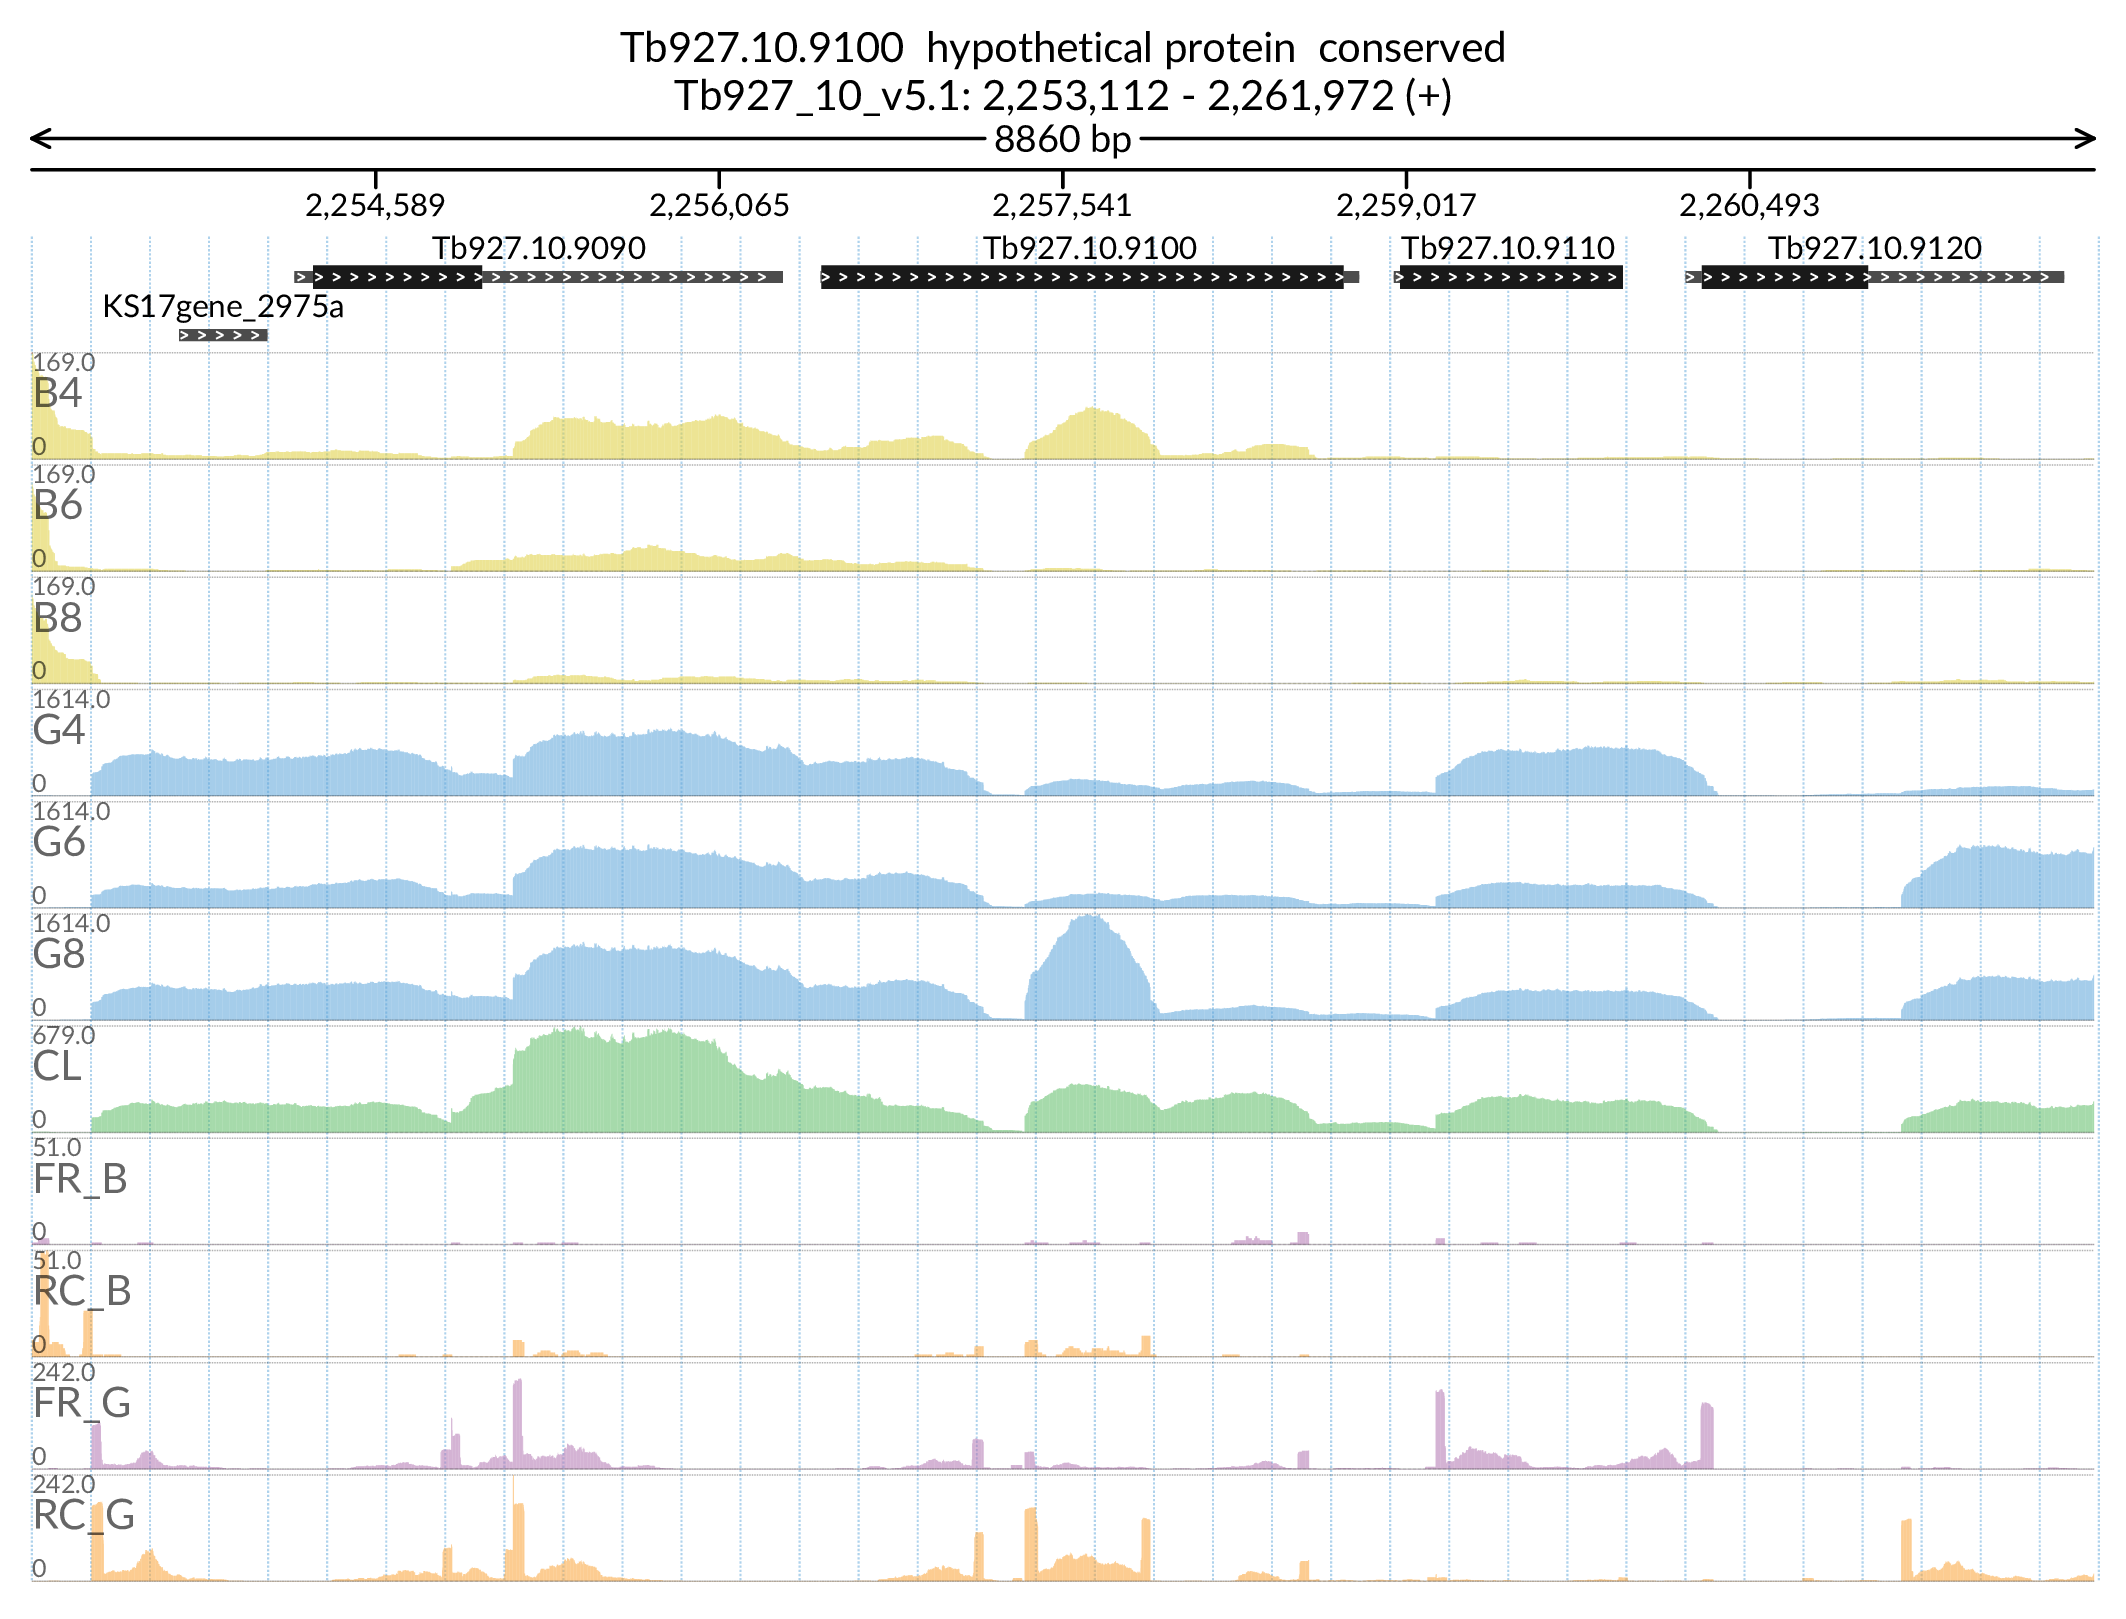 Tb927.10.9100  hypothetical protein  conserved
Tb927_10_v5.1: 2,253,112 - 2,261,972 (+)
8860 bp
2,254,589 2,256,065 2,257,541 2,259,017 2,260,493
Tb927.10.9090 Tb927.10.9100 Tb927.10.9110 Tb927.10.9120
KS17gene_2975a
169.0
B4
0
169.0
B6
0
169.0
B8
0
1614.0
G4
0
1614.0
G6
0
1614.0
G8
0
679.0
CL
0
51.0
FR_B
0
51.0
RC_B
0
242.0
FR_G
0
242.0
RC_G
0